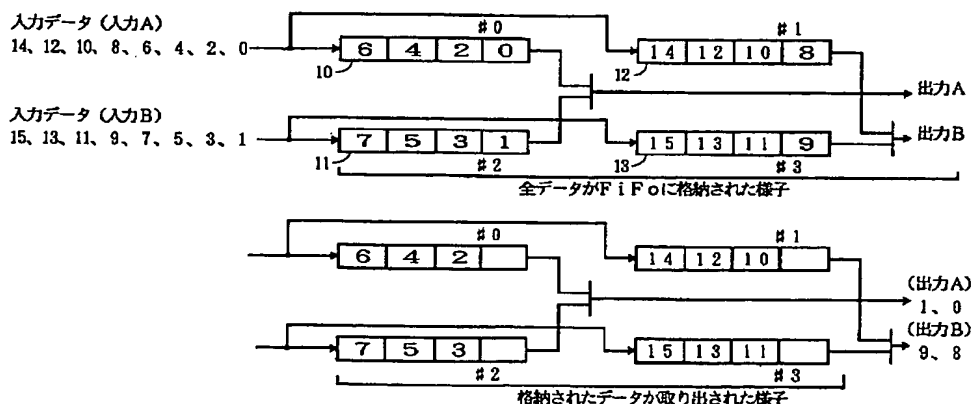 入力データ（入力A）
14、12、10、8、6、4、2、0
#0
6 4 2 0
10
#1
14 12 10 8
12
出力A
入力データ（入力B）
15、13、11、9、7、5、3、1
7 5 3 1
11
#2
15 13 11 9
13
#3
出力B
全データがＦｉＦｏに格納された様子
#0
6 4 2
#1
14 12 10
（出力A）
1、0
（出力B）
9、8
7 5 3
#2
15 13 11
#3
格納されたデータが取り出された様子